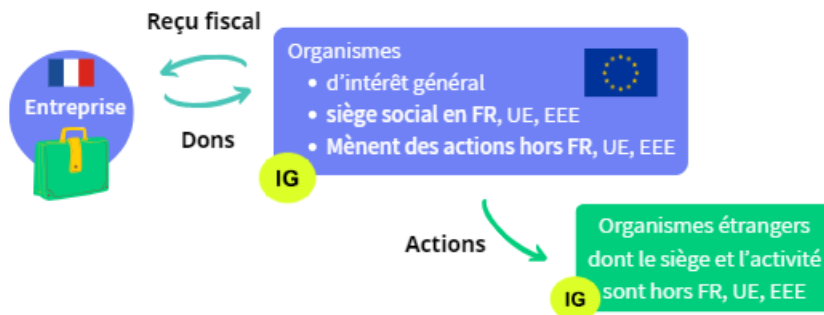 Reçu fiscal
Entreprise
Dons
Organismes
• d'intérêt général
• siège social en FR, UE, EEE
• Mènent des actions hors FR, UE, EEE
IG
Actions
Organismes étrangers
dont le siège et l'activité
sont hors FR, UE, EEE
IG